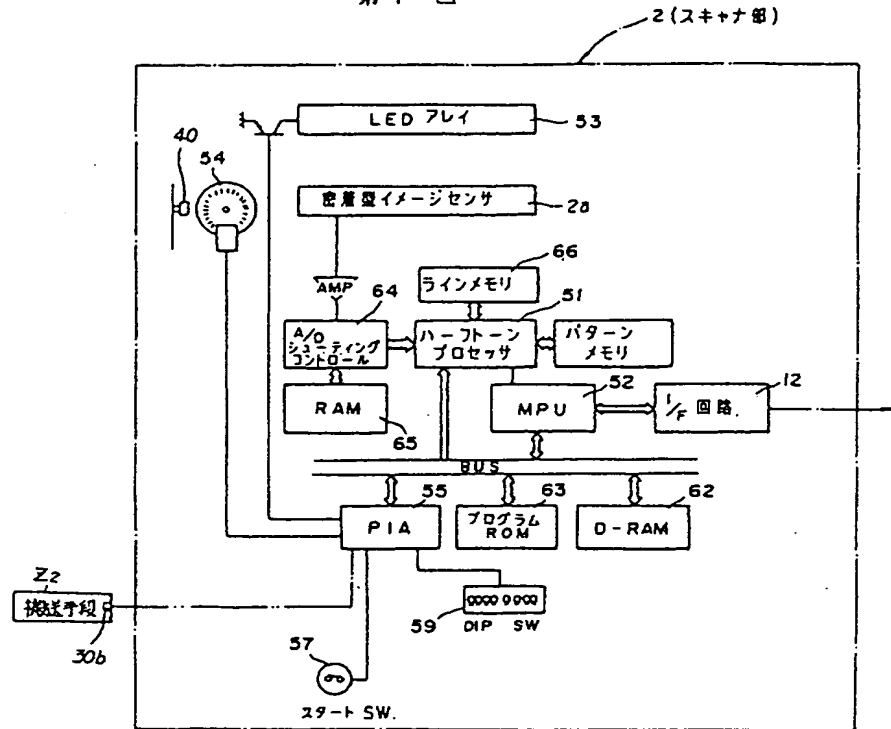 2(スキャナ部)
LED アレイ
53
40
54
密着型イメージセンサ
2a
AMP
64
66
ラインメモリ
51
A/D
シューティング
コントロール
ハーフトーン
プロセッサ
パターン
メモリ
52
12
RAM
65
MPU
I/F 回路.
BUS
55
63
62
PIA
プログラム
ROM
D-RAM
Z2
搬送手段
30b
59
DIP SW
57
スタート SW.